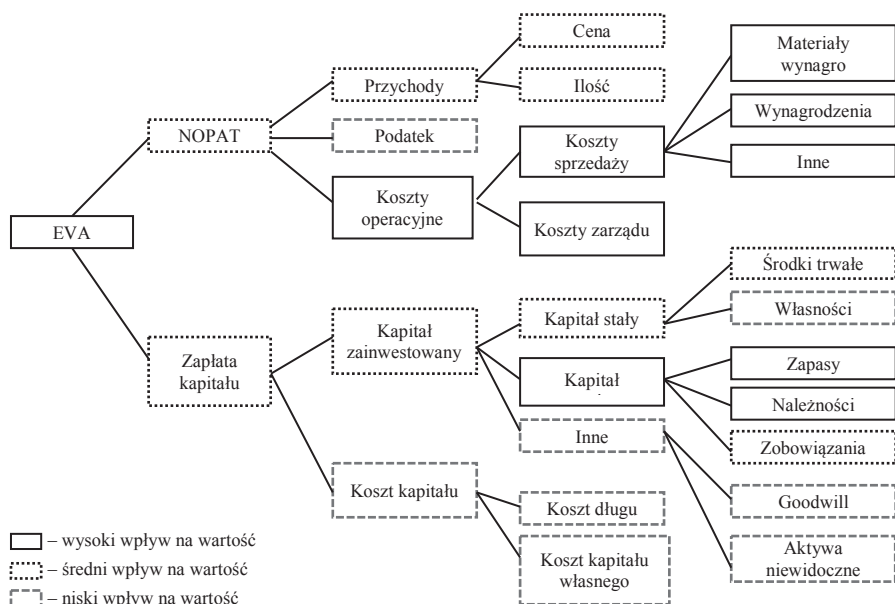 Cena
Materiały
wynagro
Przychody
Ilość
NOPAT
Podatek
Koszty
sprzedaży
Wynagrodzenia
Inne
Koszty
operacyjne
Koszty zarządu
EVA
Środki trwałe
Zapłata
kapitału
Kapitał
zainwestowany
Kapitał stały
Własności
Kapitał
Zapasy
Należności
Inne
Zobowiązania
Koszt kapitału
Koszt długu
Goodwill
Koszt kapitału
własnego
Aktywa
niewidoczne
– wysoki wpływ na wartość
– średni wpływ na wartość
– niski wpływ na wartość